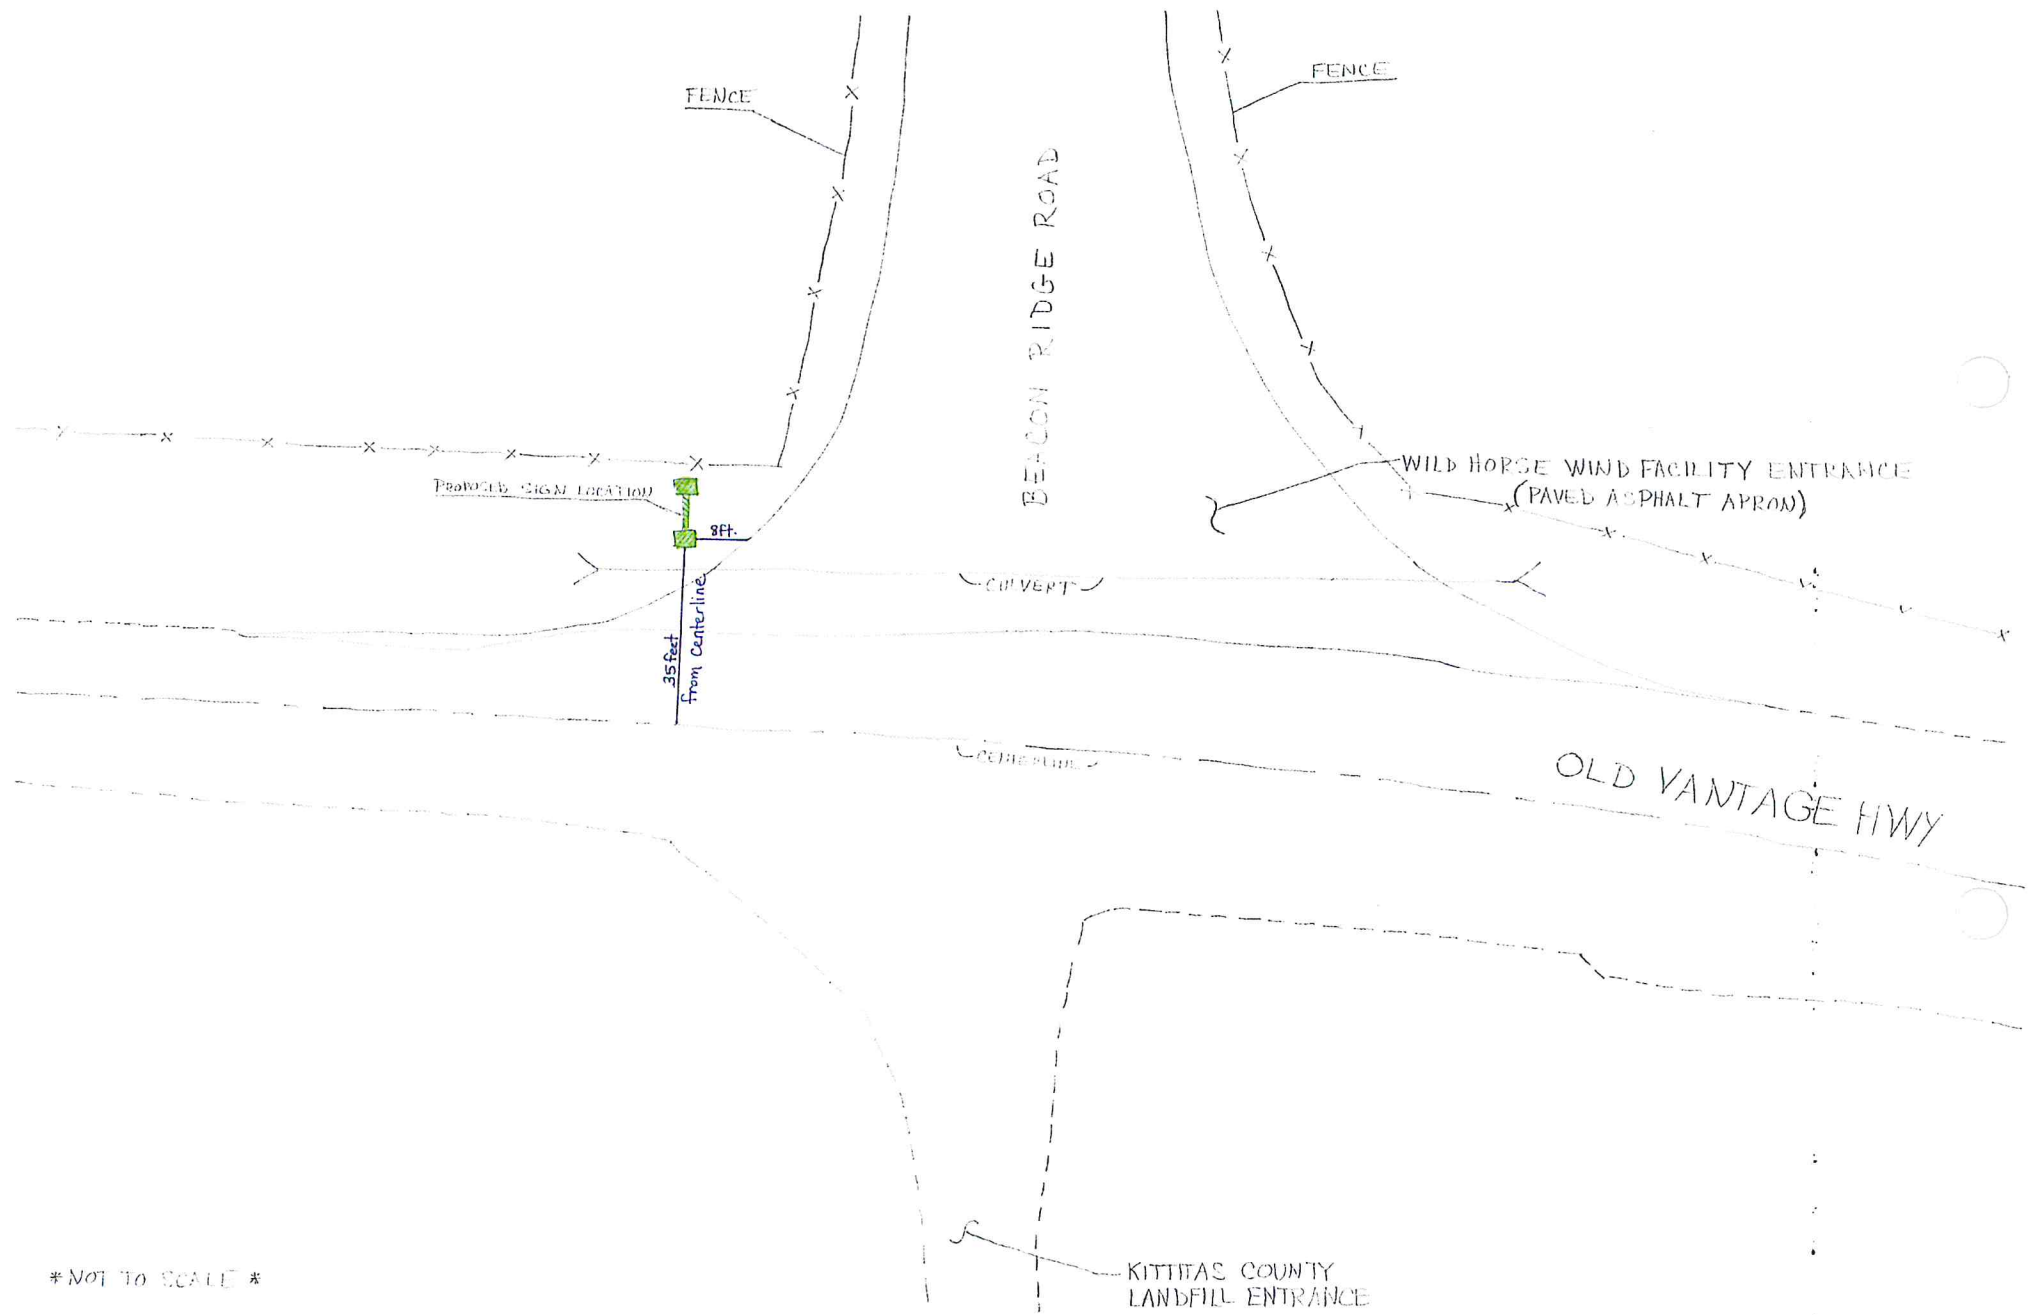 FENCE
FENCE
BEACON RIDGE ROAD
WILD HORSE WIND FACILITY ENTRANCE
(PAVED ASPHALT APRON)
PROPOSED SIGN LOCATION
8ft.
CULVERT
35 feet
from Centerline
CENTERLINE
OLD VANTAGE HWY
KITTITAS COUNTY
LANDFILL ENTRANCE
*NOT TO SCALE*